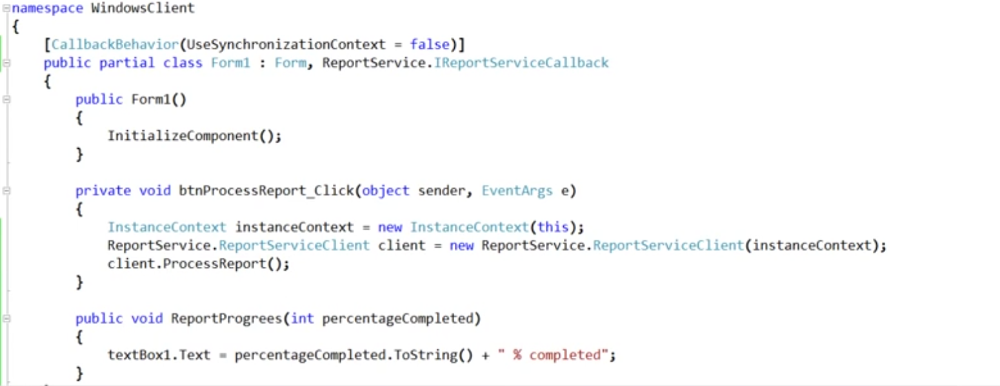 namespace WindowsClient
{
    [CallbackBehavior(UseSynchronizationContext = false)]
    public partial class Form1 : Form, ReportService.IReportServiceCallback
    {
        public Form1()
        {
            InitializeComponent();
        }

        private void btnProcessReport_Click(object sender, EventArgs e)
        {
            InstanceContext instanceContext = new InstanceContext(this);
            ReportService.ReportServiceClient client = new ReportService.ReportServiceClient(instanceContext);
            client.ProcessReport();
        }

        public void ReportProgrees(int percentageCompleted)
        {
            textBox1.Text = percentageCompleted.ToString() + " % completed";
        }